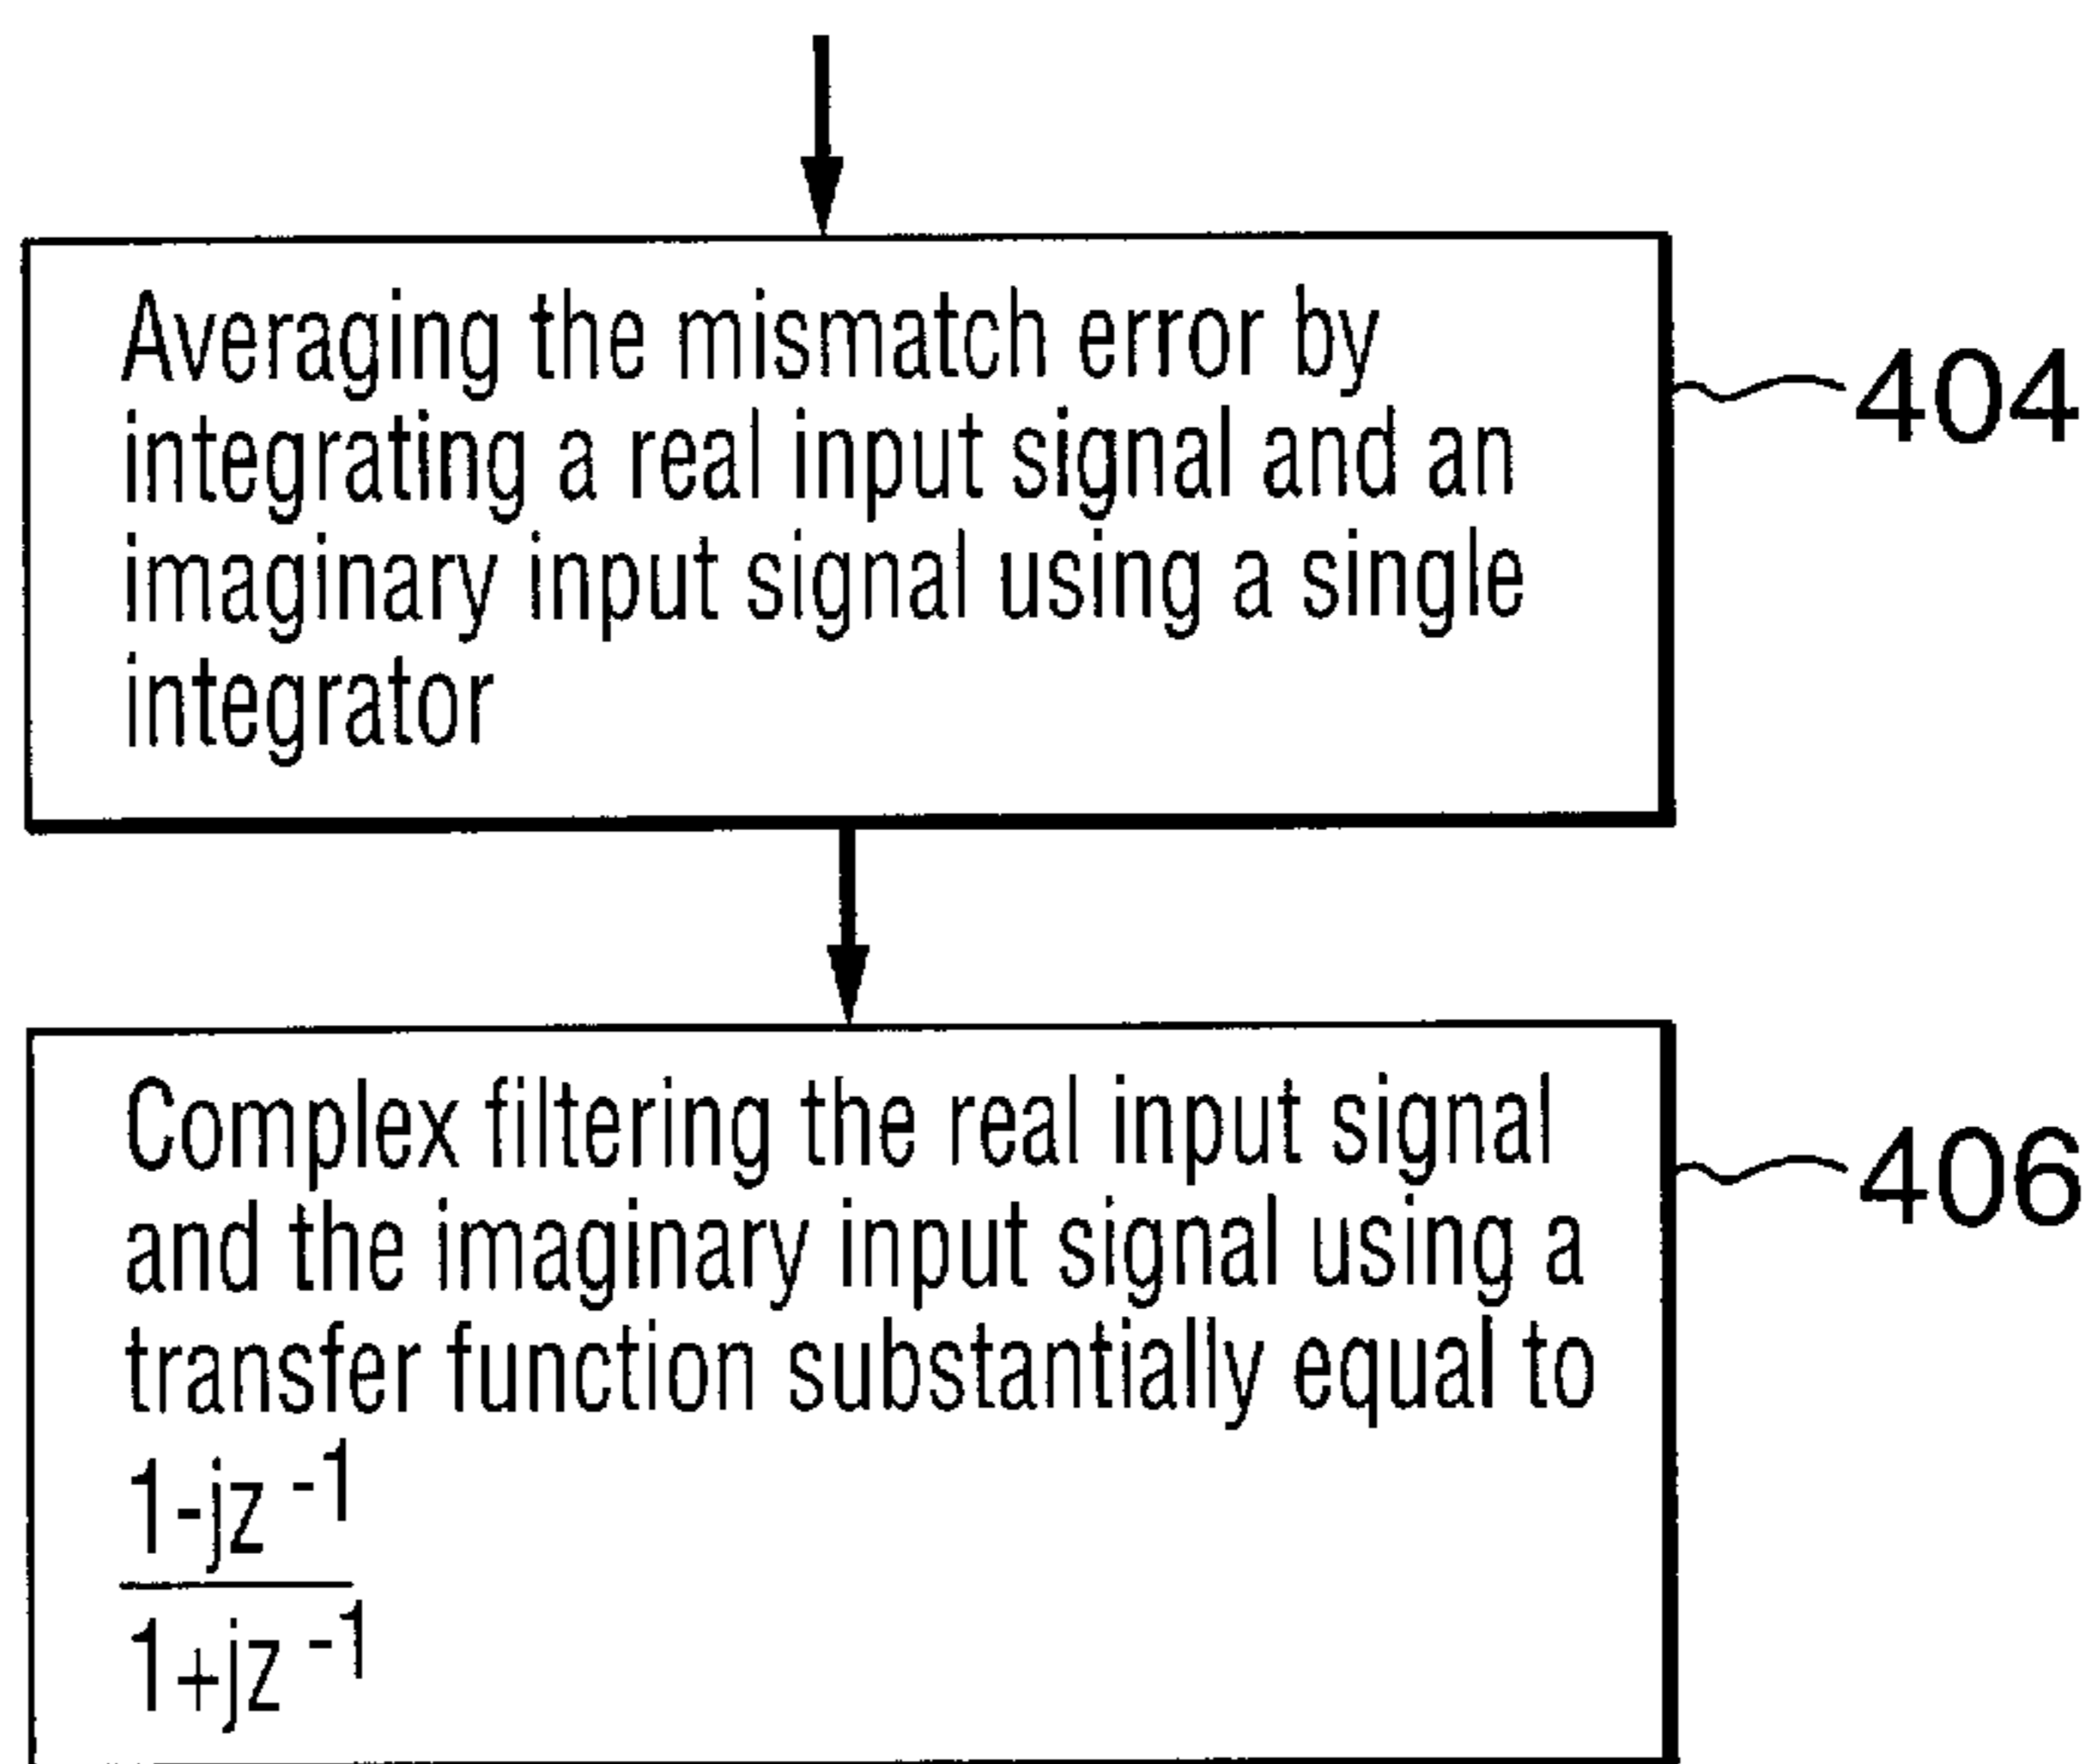 Averaging the mismatch error by
integrating a real input signal and an
imaginary input signal using a single
integrator
404
Complex filtering the real input signal
and the imaginary input signal using a
transfer function substantially equal to
1-jz -1
1+jz -1
406